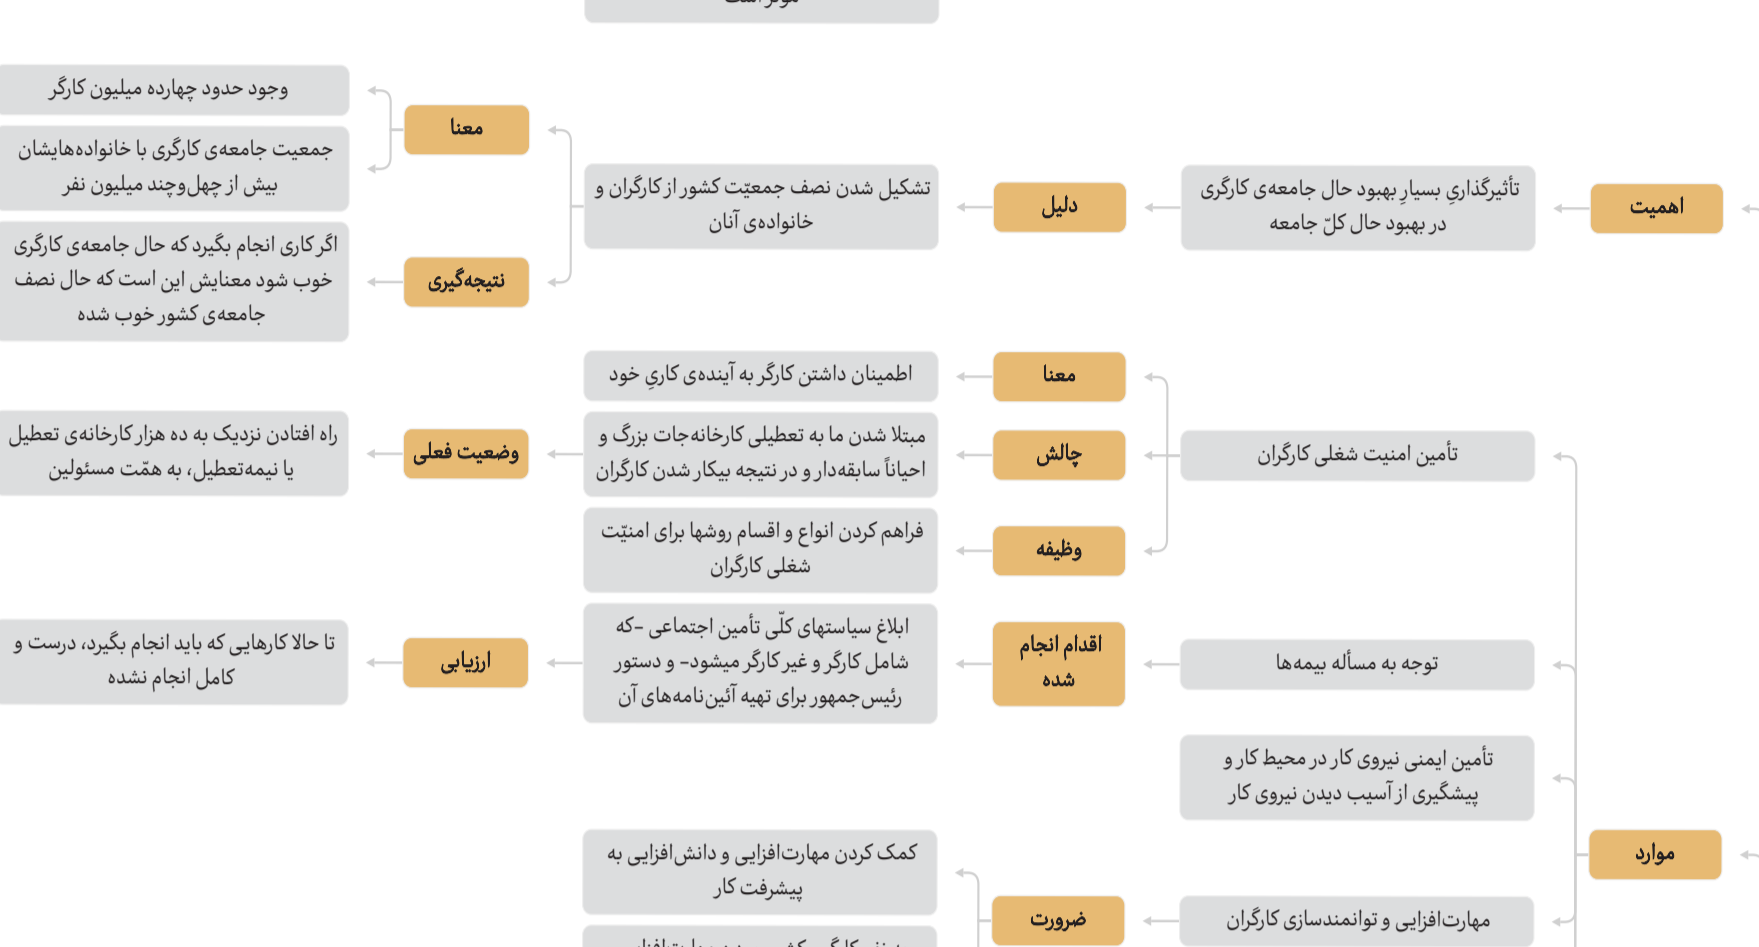 مؤثر است
اهمیت
تأثیرگذاریِ بسیارِ بهبود حال جامعه‌ی کارگری
در بهبود حال کلّ جامعه
دلیل
تشکیل شدن نصف جمعیّت کشور از کارگران و
خانواده‌ی آنان
معنا
وجود حدود چهارده میلیون کارگر
جمعیت جامعه‌ی کارگری با خانواده‌هایشان
بیش از چهل‌وچند میلیون نفر
نتیجه‌گیری
اگر کاری انجام بگیرد که حال جامعه‌ی کارگری
خوب شود معنایش این است که حال نصف
جامعه‌ی کشور خوب شده
موارد
تأمین امنیت شغلی کارگران
معنا
اطمینان داشتن کارگر به آینده‌ی کاریِ خود
چالش
مبتلا شدن ما به تعطیلی کارخانه‌جات بزرگ و
احیاناً سابقه‌دار و در نتیجه بیکار شدن کارگران
وضعیت فعلی
راه افتادن نزدیک به ده هزار کارخانه‌ی تعطیل
یا نیمه‌تعطیل، به همّت مسئولین
وظیفه
فراهم کردن انواع و اقسام روشها برای امنیّت
شغلی کارگران
توجه به مسأله بیمه‌ها
اقدام انجام
شده
ابلاغ سیاستهای کلّی تأمین اجتماعی -که
شامل کارگر و غیر کارگر میشود- و دستور
رئیس‌جمهور برای تهیه آئین‌نامه‌های آن
ارزیابی
تا حالا کارهایی که باید انجام بگیرد، درست و
کامل انجام نشده
تأمین ایمنی نیروی کار در محیط کار و
پیشگیری از آسیب دیدن نیروی کار
مهارت‌افزایی و توانمندسازی کارگران
ضرورت
کمک کردن مهارت‌افزایی و دانش‌افزایی به
پیشرفت کار